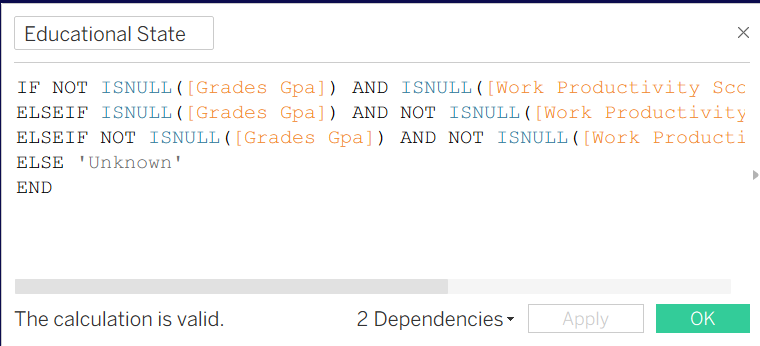 Educational State
IF NOT ISNULL([Grades Gpa]) AND ISNULL([Work Productivity Sco
ELSEIF ISNULL([Grades Gpa]) AND NOT ISNULL([Work Productivity
ELSEIF NOT ISNULL([Grades Gpa]) AND NOT ISNULL([Work Producti
ELSE 'Unknown'
END
The calculation is valid.
2 Dependencies
Apply
OK